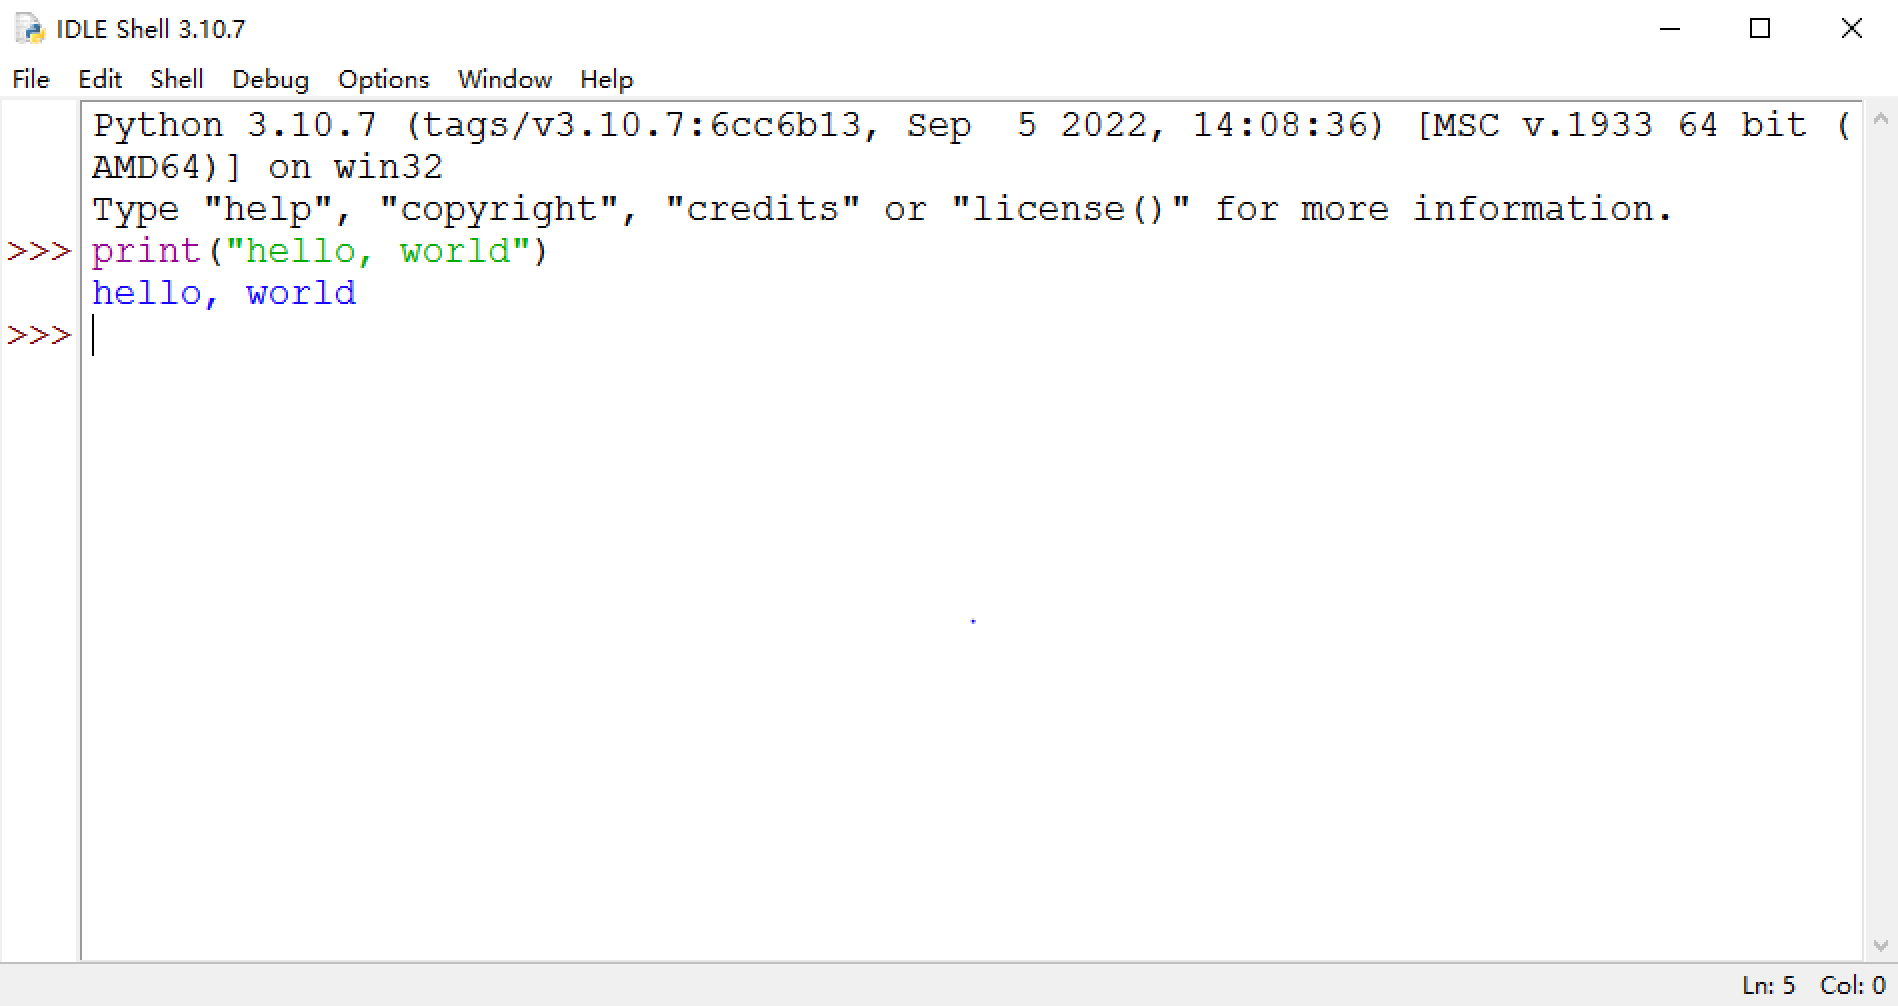 IDLE Shell 3.10.7
File Edit Shell Debug Options Window Help
Python 3.10.7 (tags/v3.10.7:6cc6b13, Sep  5 2022, 14:08:36) [MSC v.1933 64 bit (
AMD64)] on win32
Type "help", "copyright", "credits" or "license()" for more information.
>>> print("hello, world")
hello, world
>>>
Ln: 5 Col: 0